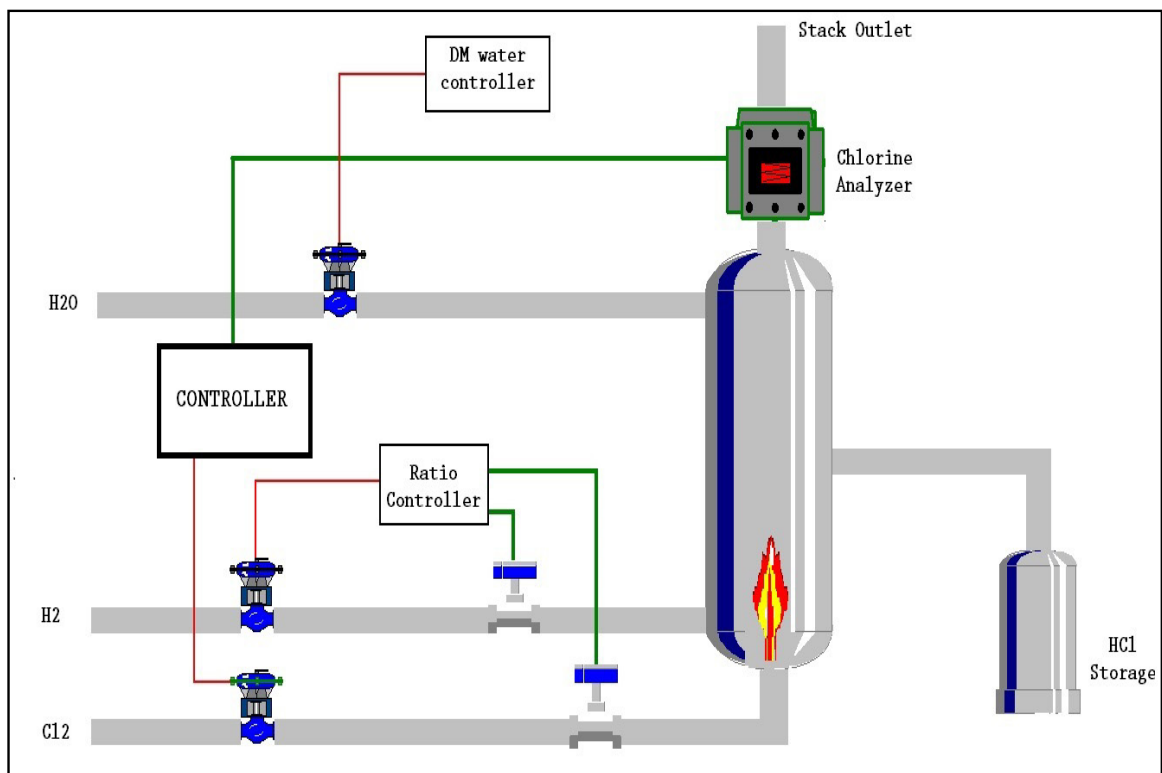 Stack Outlet
DM water
controller
Chlorine
Analyzer
H2O
CONTROLLER
Ratio
Controller
H2
HCl
Storage
Cl2